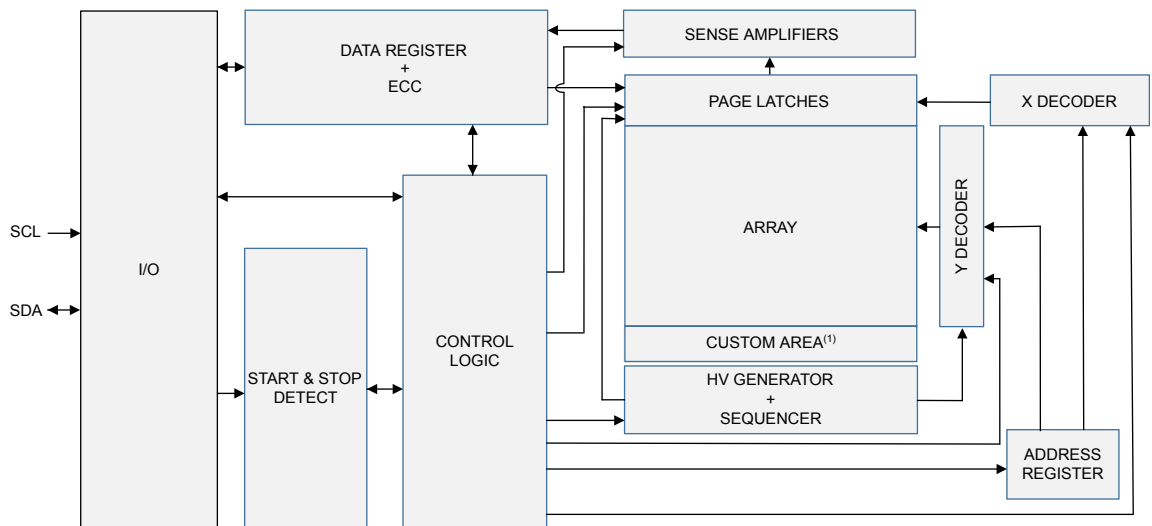 SENSE AMPLIFIERS
DATA REGISTER
+
ECC
PAGE LATCHES
X DECODER
Y DECODER
ARRAY
SCL
I/O
SDA
CUSTOM AREA(1)
CONTROL
LOGIC
START & STOP
DETECT
HV GENERATOR
+
SEQUENCER
ADDRESS
REGISTER